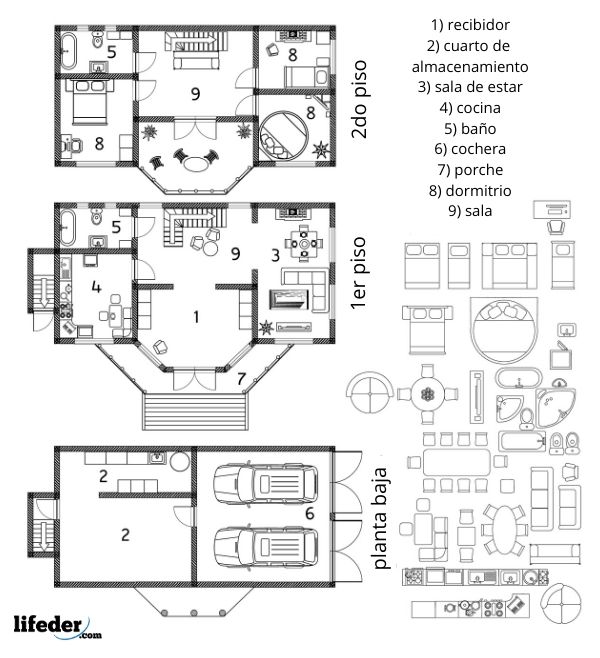 1) recibidor
2) cuarto de
almacenamiento
3) sala de estar
4) cocina
5) baño
6) cochera
7) porche
8) dormitrio
9) sala
2do piso
5
8
9
8
8
1er piso
5
9
3
4
1
7
planta baja
2
6
2
lifeder.com